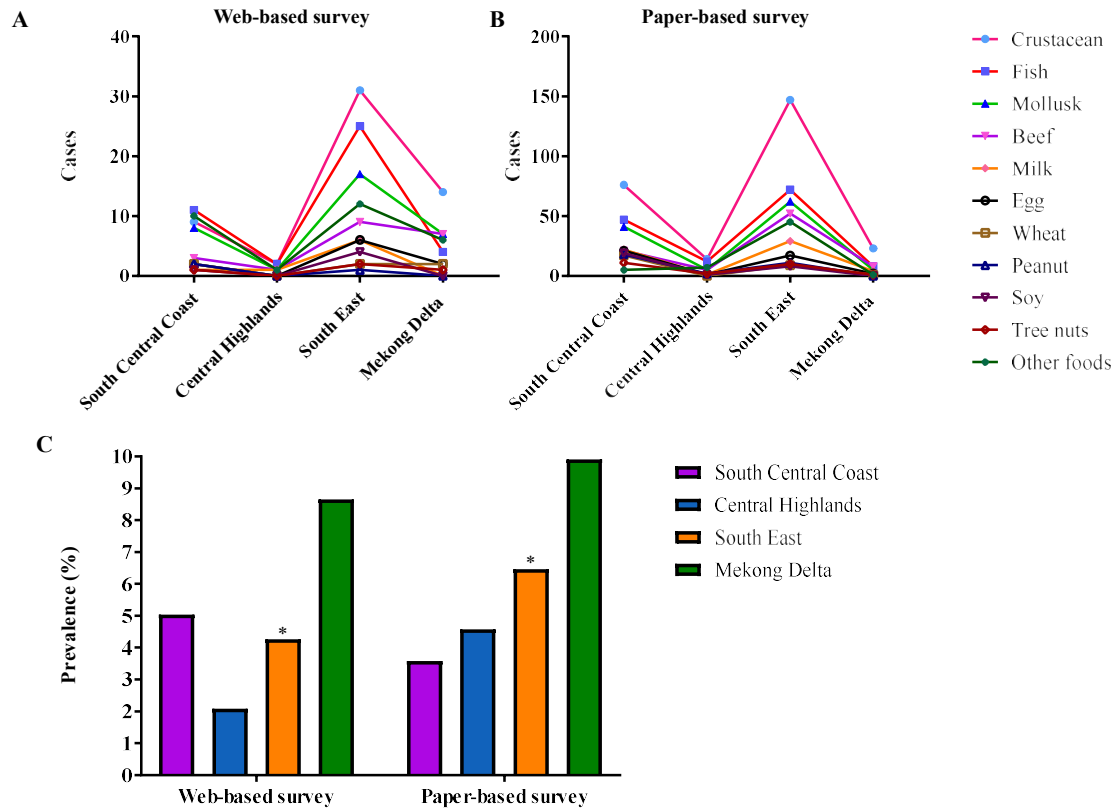 A
Web-based survey
40
30
20
10
0
Cases
South Central Coast
Central Highlands
South East
Mekong Delta
B
Paper-based survey
200
150
100
50
0
Cases
South Central Coast
Central Highlands
South East
Mekong Delta
Crustacean
Fish
Mollusk
Beef
Milk
Egg
Wheat
Peanut
Soy
Tree nuts
Other foods
C
10
9
8
7
6
5
4
3
2
1
0
Prevalence (%)
*
*
Web-based survey
Paper-based survey
South Central Coast
Central Highlands
South East
Mekong Delta